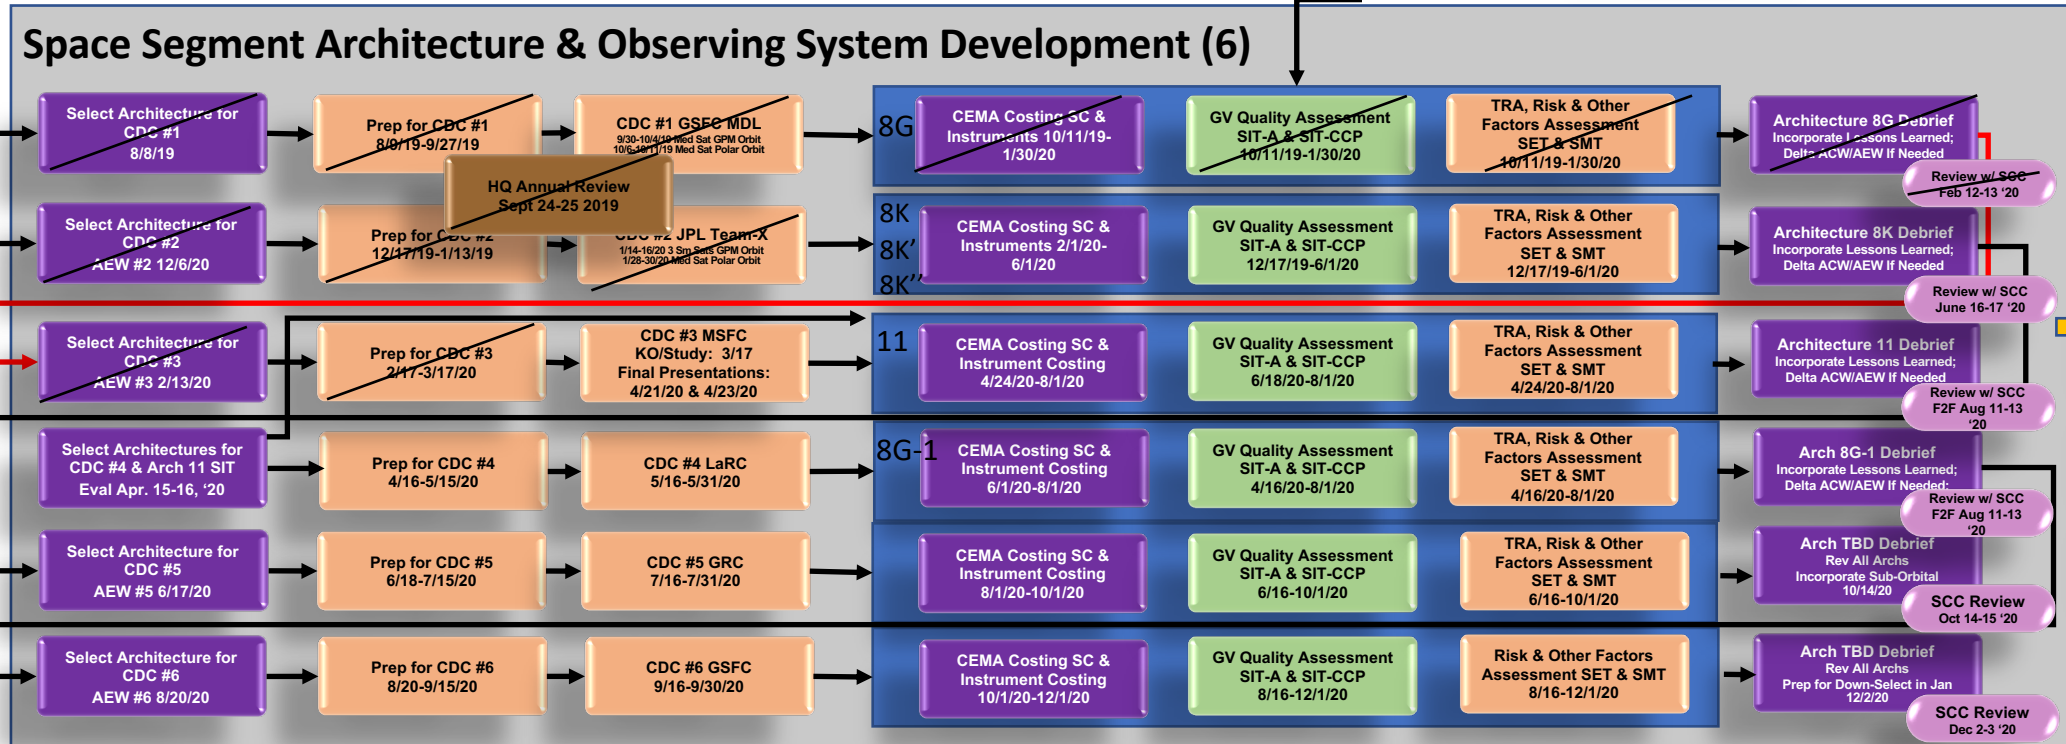 Space Segment Architecture & Observing System Development (6)
Select Architecture for
CDC #1
8/8/19
Prep for CDC #1
8/9/19-9/27/19
CDC #1 GSFC MDL
9/30-10/4/19 Med Sat GPM Orbit
10/6-10/11/19 Med Sat Polar Orbit
8G
CEMA Costing SC &
Instruments 10/11/19-
1/30/20
GV Quality Assessment
SIT-A & SIT-CCP
10/11/19-1/30/20
TRA, Risk & Other
Factors Assessment
SET & SMT
10/11/19-1/30/20
Architecture 8G Debrief
Incorporate Lessons Learned;
Delta ACW/AEW If Needed
Review w/ SCC
Feb 12-13 ‘20
HQ Annual Review
Sept 24-25 2019
Select Architecture for
CDC #2
AEW #2 12/6/20
Prep for CDC #2
12/17/19-1/13/19
CDC #2 JPL Team-X
1/14-16/20 3 Sm Sats GPM Orbit
1/28-30/20 Med Sat Polar Orbit
8K
8K’
8K’’
CEMA Costing SC &
Instruments 2/1/20-
6/1/20
GV Quality Assessment
SIT-A & SIT-CCP
12/17/19-6/1/20
TRA, Risk & Other
Factors Assessment
SET & SMT
12/17/19-6/1/20
Architecture 8K Debrief
Incorporate Lessons Learned;
Delta ACW/AEW If Needed
Review w/ SCC
June 16-17 ‘20
Select Architecture for
CDC #3
AEW #3 2/13/20
Prep for CDC #3
2/17-3/17/20
CDC #3 MSFC
KO/Study: 3/17
Final Presentations:
4/21/20 & 4/23/20
11
CEMA Costing SC &
Instrument Costing
4/24/20-8/1/20
GV Quality Assessment
SIT-A & SIT-CCP
6/18/20-8/1/20
TRA, Risk & Other
Factors Assessment
SET & SMT
4/24/20-8/1/20
Architecture 11 Debrief
Incorporate Lessons Learned;
Delta ACW/AEW If Needed
Review w/ SCC
F2F Aug 11-13
‘20
Select Architectures for
CDC #4 & Arch 11 SIT
Eval Apr. 15-16, ‘20
Prep for CDC #4
4/16-5/15/20
CDC #4 LaRC
5/16-5/31/20
8G-1
CEMA Costing SC &
Instrument Costing
6/1/20-8/1/20
GV Quality Assessment
SIT-A & SIT-CCP
4/16/20-8/1/20
TRA, Risk & Other
Factors Assessment
SET & SMT
4/16/20-8/1/20
Arch 8G-1 Debrief
Incorporate Lessons Learned;
Delta ACW/AEW If Needed;
Review w/ SCC
F2F Aug 11-13
‘20
Select Architecture for
CDC #5
AEW #5 6/17/20
Prep for CDC #5
6/18-7/15/20
CDC #5 GRC
7/16-7/31/20
CEMA Costing SC &
Instrument Costing
8/1/20-10/1/20
GV Quality Assessment
SIT-A & SIT-CCP
6/16-10/1/20
TRA, Risk & Other
Factors Assessment
SET & SMT
6/16-10/1/20
Arch TBD Debrief
Rev All Archs
Incorporate Sub-Orbital
10/14/20
SCC Review
Oct 14-15 ‘20
Select Architecture for
CDC #6
AEW #6 8/20/20
Prep for CDC #6
8/20-9/15/20
CDC #6 GSFC
9/16-9/30/20
CEMA Costing SC &
Instrument Costing
10/1/20-12/1/20
GV Quality Assessment
SIT-A & SIT-CCP
8/16-12/1/20
Risk & Other Factors
Assessment SET & SMT
8/16-12/1/20
Arch TBD Debrief
Rev All Archs
Prep for Down-Select in Jan
12/2/20
SCC Review
Dec 2-3 ‘20